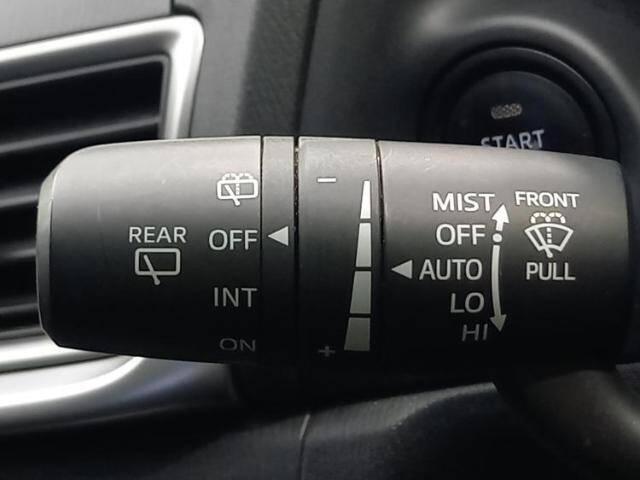 START
REAR
OFF
INT
ON
−
+
MIST
OFF
AUTO
LO
HI
FRONT
PULL